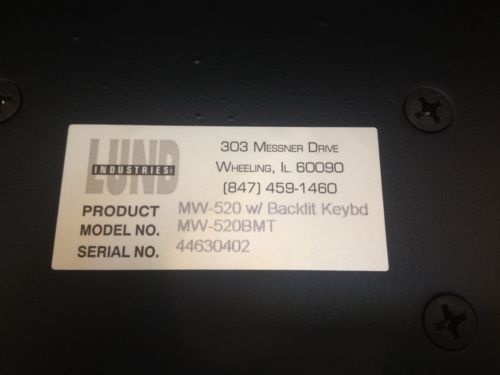 LUND
INDUSTRIES INC
303 MESSNER DRIVE
WHEELING, IL. 60090
(847) 459-1460
PRODUCT MW-520 w/ Backlit Keybd
MODEL NO. MW-520BMT
SERIAL NO. 44630402